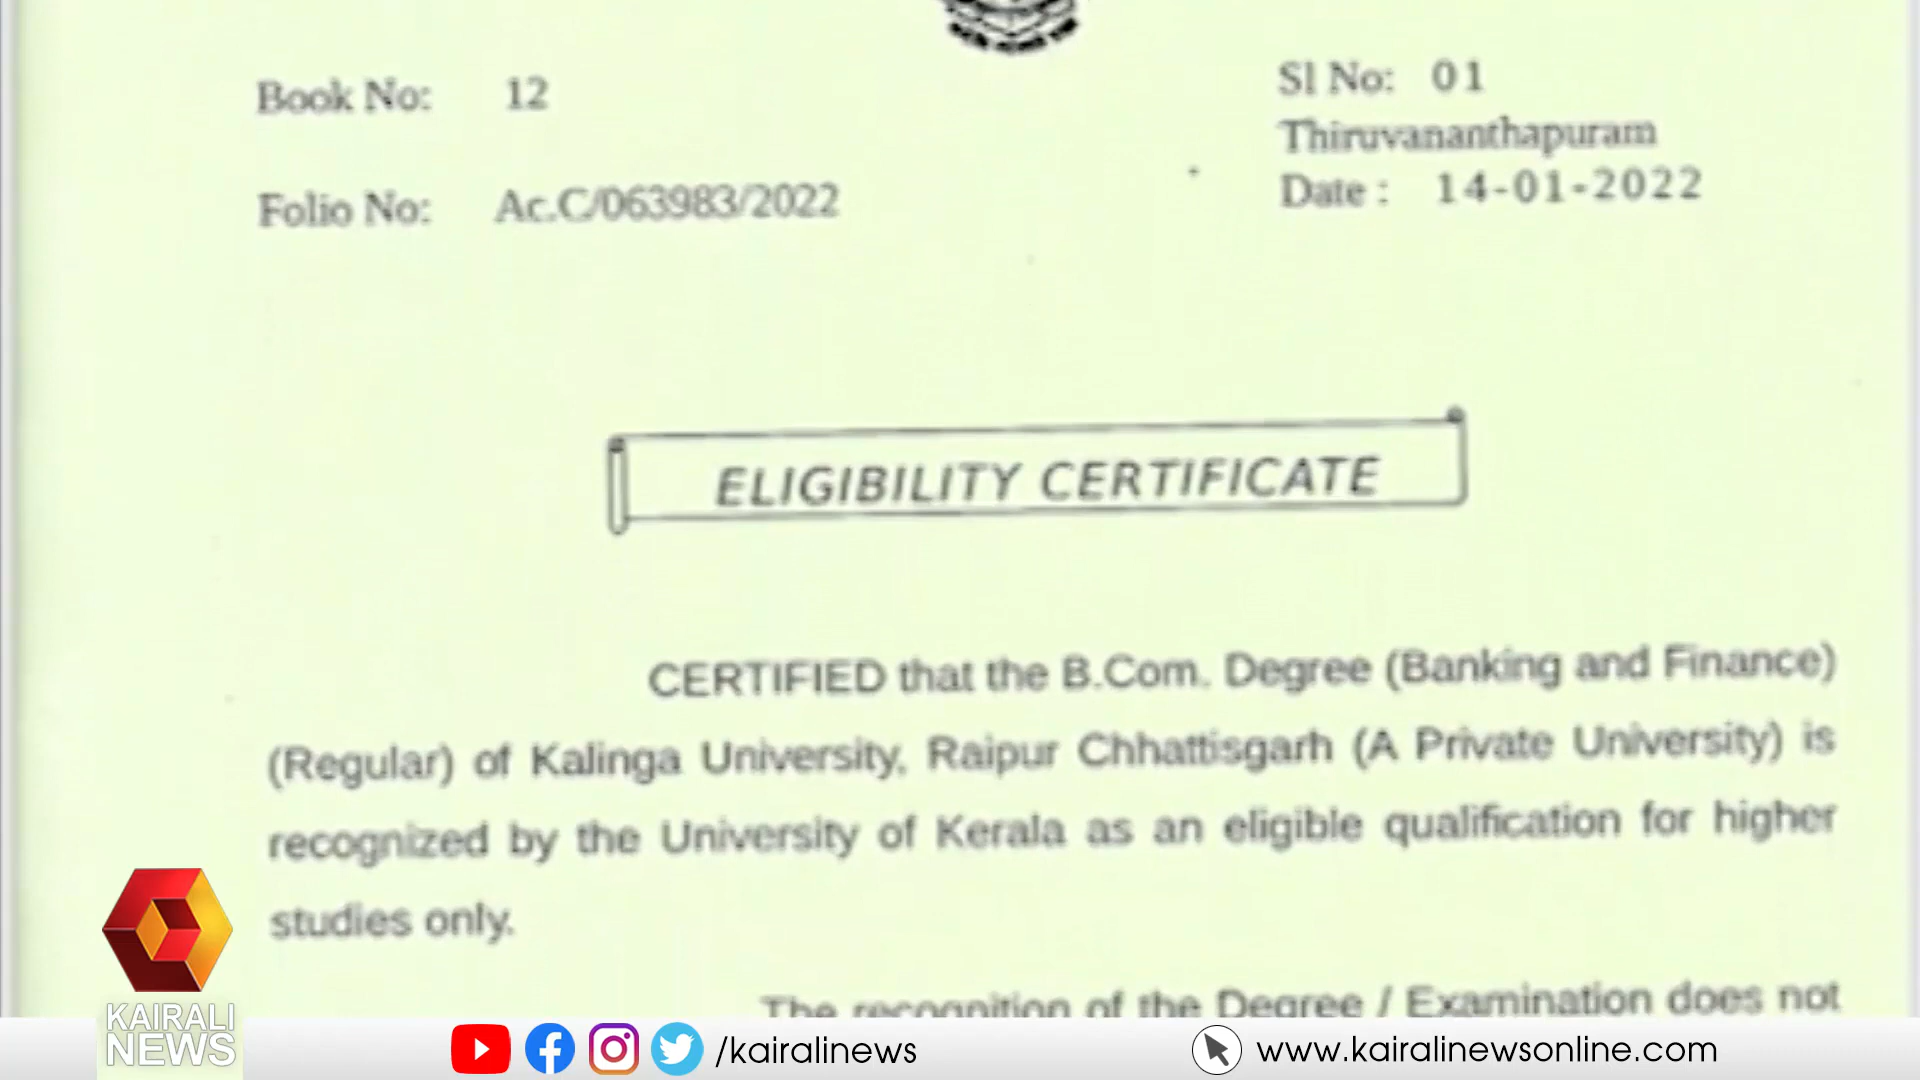 Book No: 12
Sl No: 01
Thiruvananthapuram
Folio No: Ac.C/063983/2022
Date : 14-01-2022
ELIGIBILITY CERTIFICATE
CERTIFIED that the B.Com. Degree (Banking and Finance)
(Regular) of Kalinga University, Raipur Chhattisgarh (A Private University) is
recognized by the University of Kerala as an eligible qualification for higher
studies only.
The recognition of the Degree / Examination does not
KAIRALI
NEWS
/kairalinews
www.kairalinewsonline.com